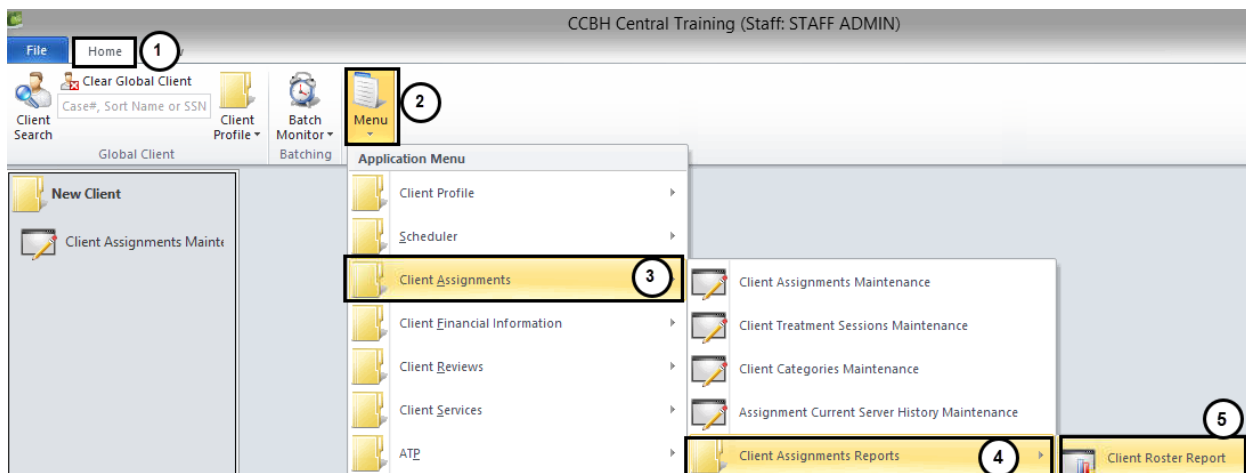 CCBH Central Training (Staff: STAFF ADMIN)
File Home 1
Clear Global Client
Case#, Sort Name or SSN
Client Search
Client Profile
Batch Monitor
Menu
2
Global Client Batching
Application Menu
New Client
Client Assignments Mainte
Client Profile
Scheduler
Client Assignments 3
Client Financial Information
Client Reviews
Client Services
ATP
Client Assignments Maintenance
Client Treatment Sessions Maintenance
Client Categories Maintenance
Assignment Current Server History Maintenance
Client Assignments Reports 4
5
Client Roster Report